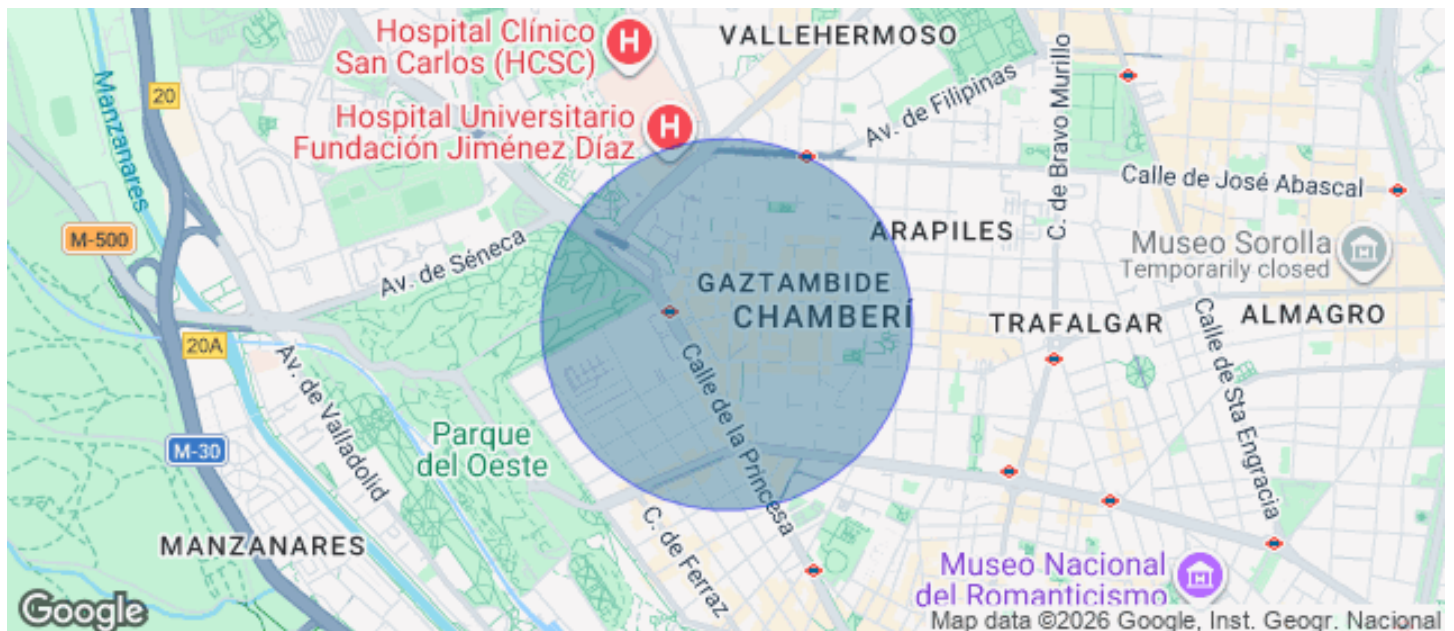 Hospital Clínico
San Carlos (HCSC)
VALLEHERMOSO
Manzanares
20
Hospital Universitario
Fundación Jiménez Díaz
Av. de Filipinas
C. de Bravo Murillo
Calle de José Abascal
M-500
Av. de Séneca
ARAPILES
Museo Sorolla
Temporarily closed
GAZTAMBIDE
CHAMBERÍ
TRAFALGAR
ALMAGRO
20A
Av. de Valladolid
Calle de la Princesa
Calle de Sta Engracia
M-30
Parque
del Oeste
MANZANARES
C. de Ferraz
Museo Nacional
del Romanticismo
Google
Map data ©2026 Google, Inst. Geogr. Nacional